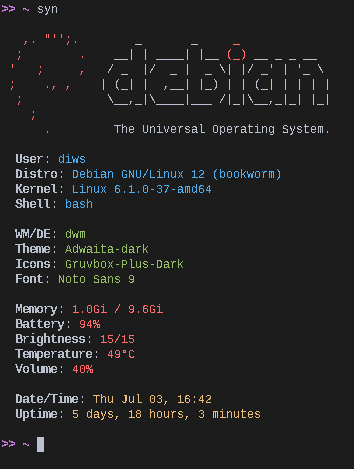 >> ~ syn
The Universal Operating System.
User: diws
Distro: Debian GNU/Linux 12 (bookworm)
Kernel: Linux 6.1.0-37-amd64
Shell: bash
WM/DE: dwm
Theme: Adwaita-dark
Icons: Gruvbox-Plus-Dark
Font: Noto Sans 9
Memory: 1.0Gi / 9.6Gi
Battery: 94%
Brightness: 15/15
Temperature: 49°C
Volume: 40%
Date/Time: Thu Jul 03, 16:42
Uptime: 5 days, 18 hours, 3 minutes
>> ~